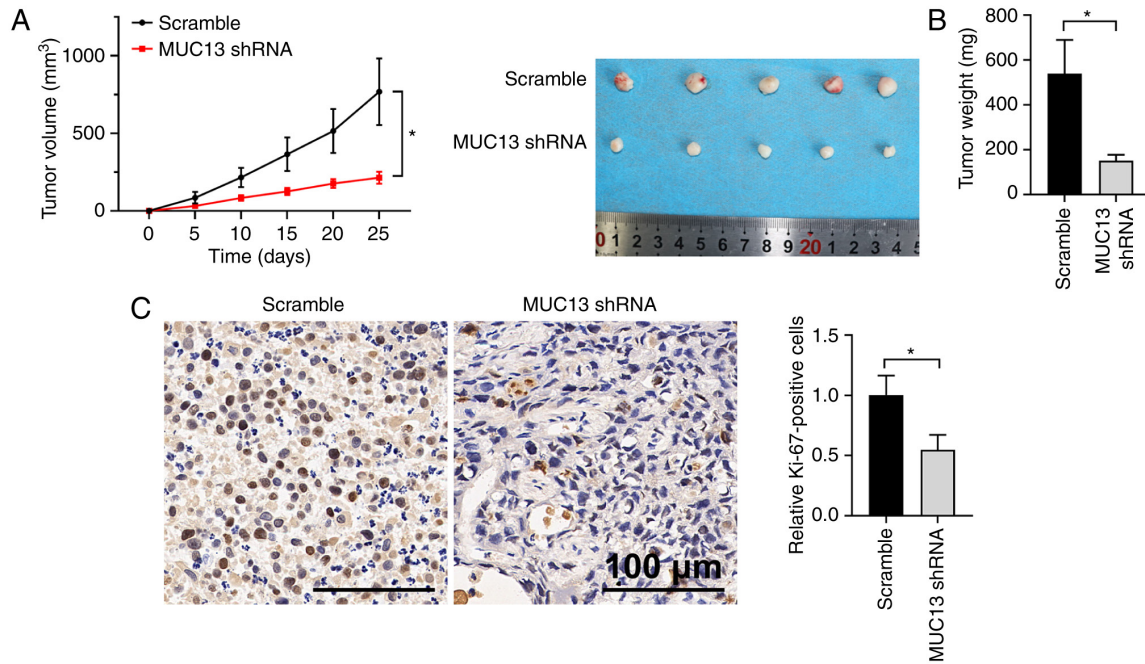 A
Scramble
MUC13 shRNA
Tumor volume (mm³)
1000
500
0
*
0 5 10 15 20 25
Time (days)
Scramble
MUC13 shRNA
0 1 2 3 4 5 6 7 8 9 20 1 2 3 4 5
B
Tumor weight (mg)
800
600
400
200
0
*
Scramble
MUC13
shRNA
C
Scramble
MUC13 shRNA
100 µm
Relative Ki-67-positive cells
1.5
1.0
0.5
0.0
*
Scramble
MUC13 shRNA